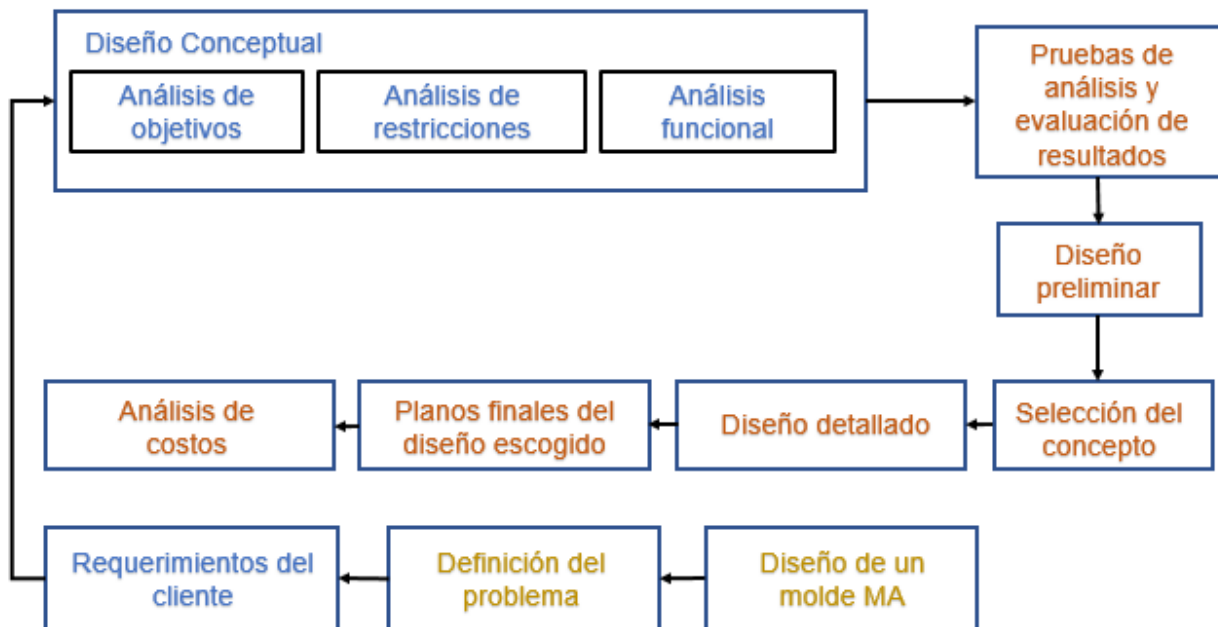 Diseño Conceptual
Análisis de
objetivos
Análisis de
restricciones
Análisis
funcional
Pruebas de
análisis y
evaluación de
resultados
Diseño
preliminar
Análisis de
costos
Planos finales del
diseño escogido
Diseño detallado
Selección del
concepto
Requerimientos del
cliente
Definición del
problema
Diseño de un
molde MA